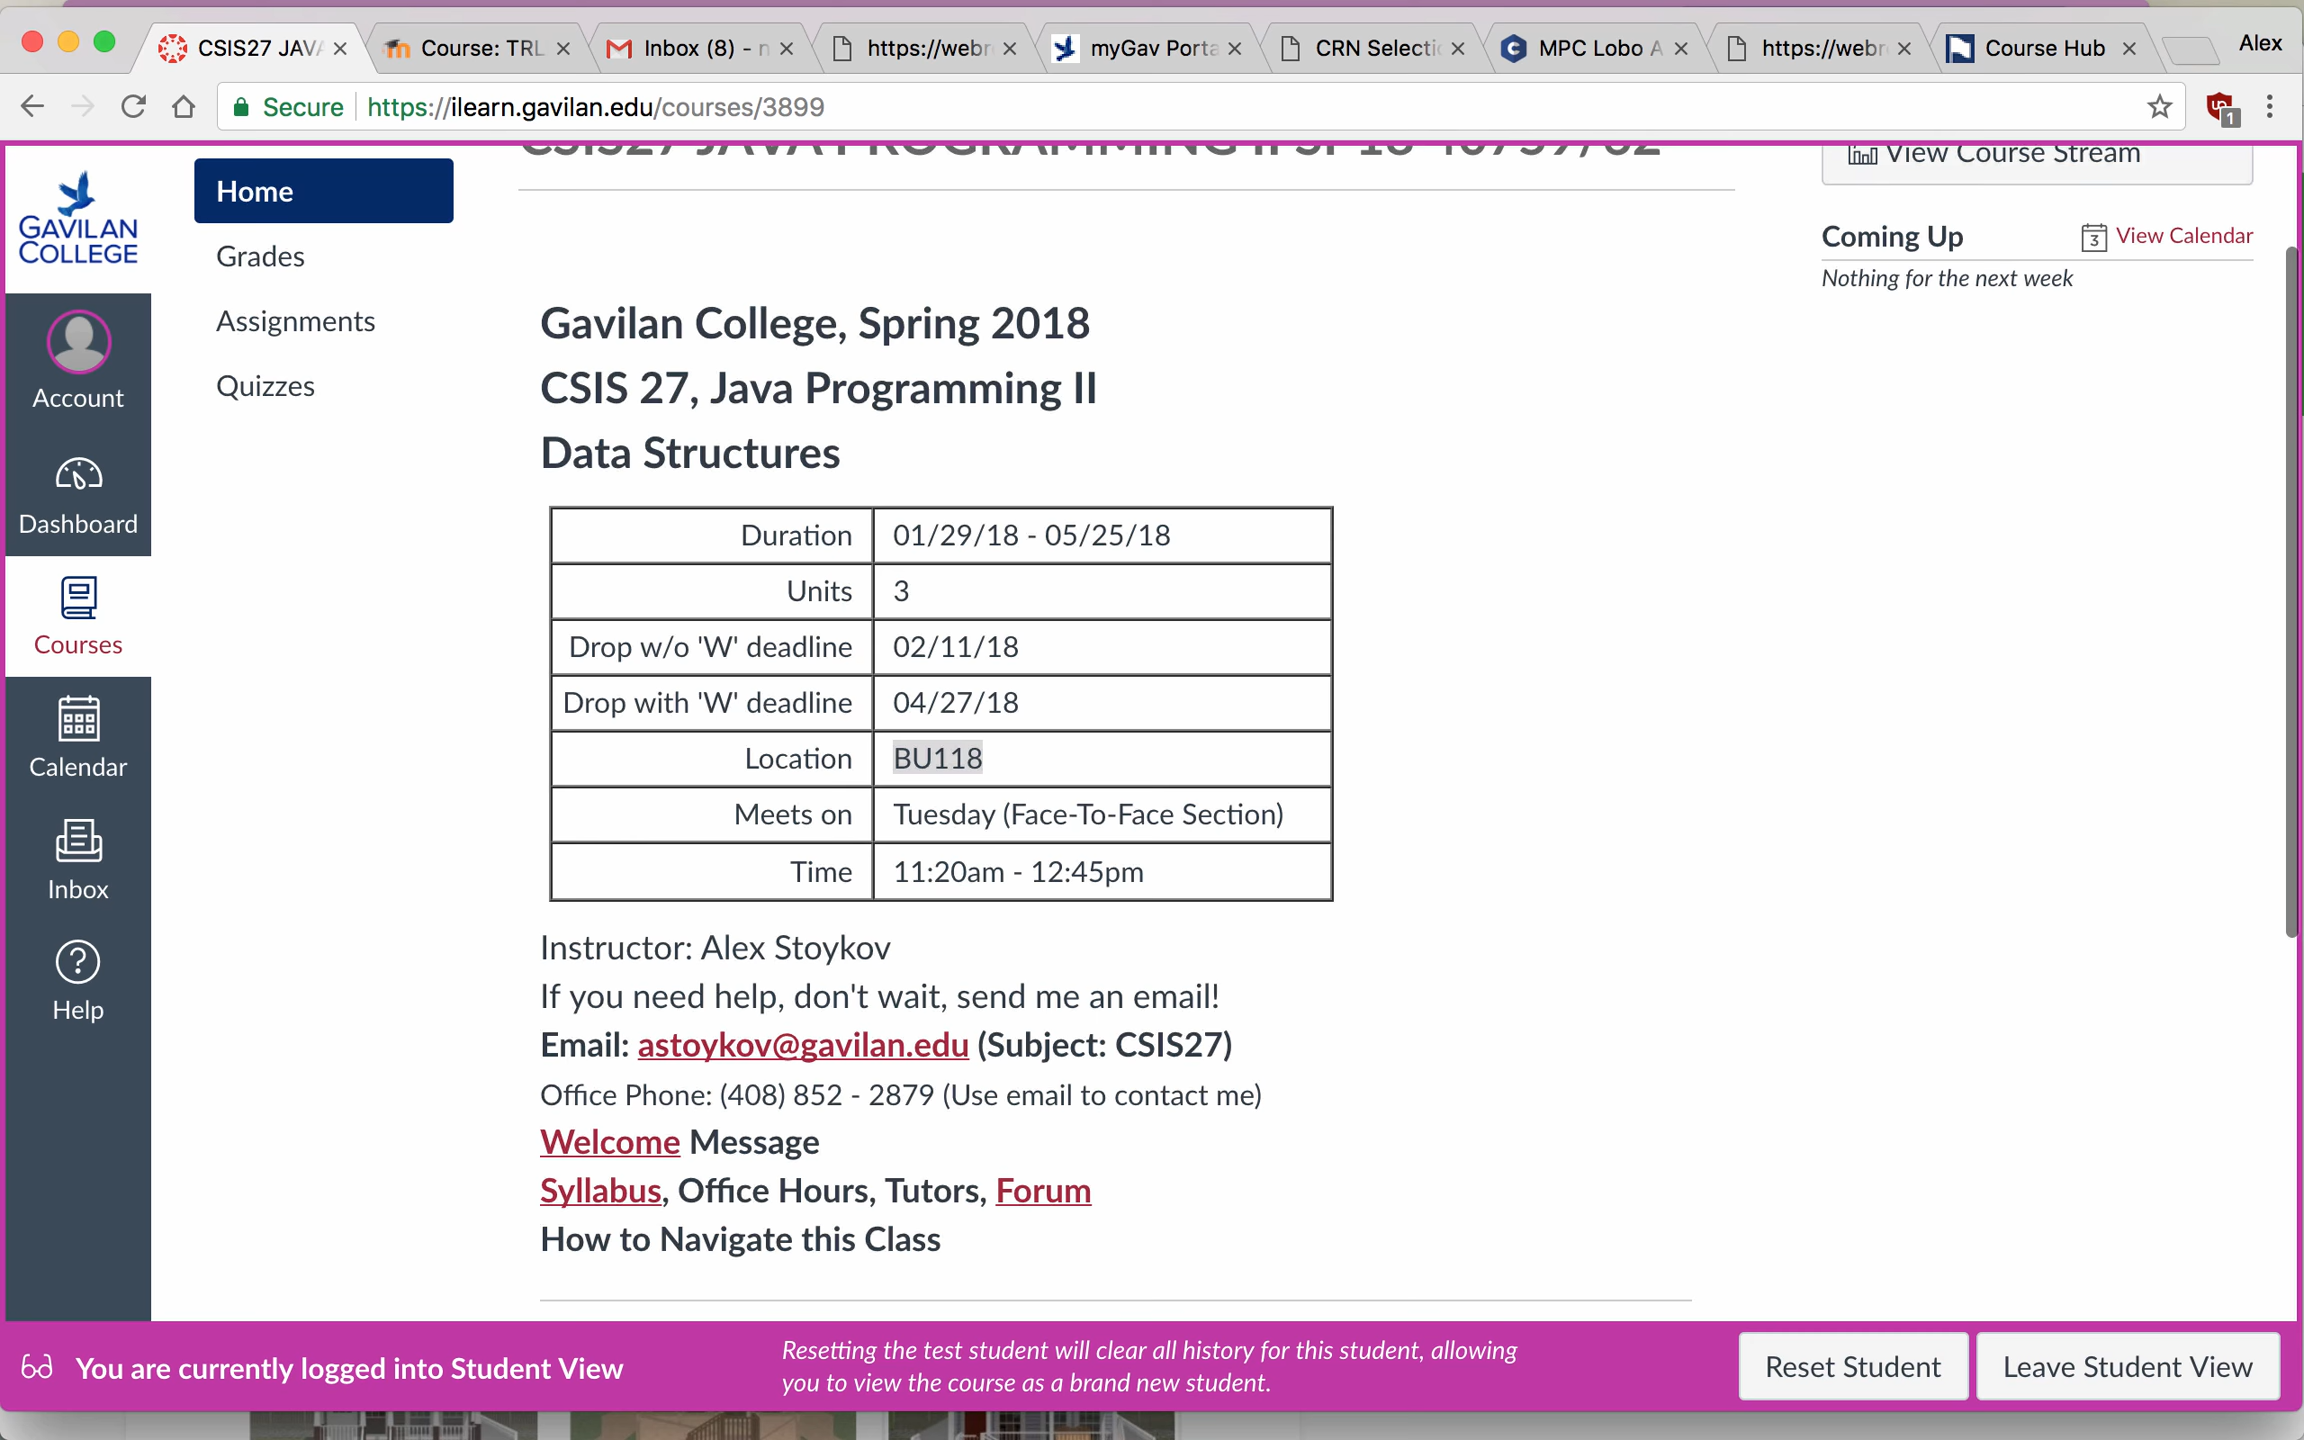 CSIS27 JAVA
Course: TRL
Inbox (8) - n
https://webr
myGav Porta
CRN Selecti
MPC Lobo A
https://webr
Course Hub
Alex
Secure
https://ilearn.gavilan.edu/courses/3899
1
CSIS27 JAVA PROGRAMMING II SP18
View Course Stream
GAVILAN
COLLEGE
Home
Grades
Assignments
Quizzes
Coming Up
3
View Calendar
Nothing for the next week
Account
Dashboard
Courses
Calendar
Inbox
Help
Gavilan College, Spring 2018
CSIS 27, Java Programming II
Data Structures
Duration 01/29/18 - 05/25/18
Units 3
Drop w/o 'W' deadline 02/11/18
Drop with 'W' deadline 04/27/18
Location BU118
Meets on Tuesday (Face-To-Face Section)
Time 11:20am - 12:45pm
Instructor: Alex Stoykov
If you need help, don't wait, send me an email!
Email: astoykov@gavilan.edu (Subject: CSIS27)
Office Phone: (408) 852 - 2879 (Use email to contact me)
Welcome Message
Syllabus, Office Hours, Tutors, Forum
How to Navigate this Class
You are currently logged into Student View
Resetting the test student will clear all history for this student, allowing
you to view the course as a brand new student.
Reset Student
Leave Student View